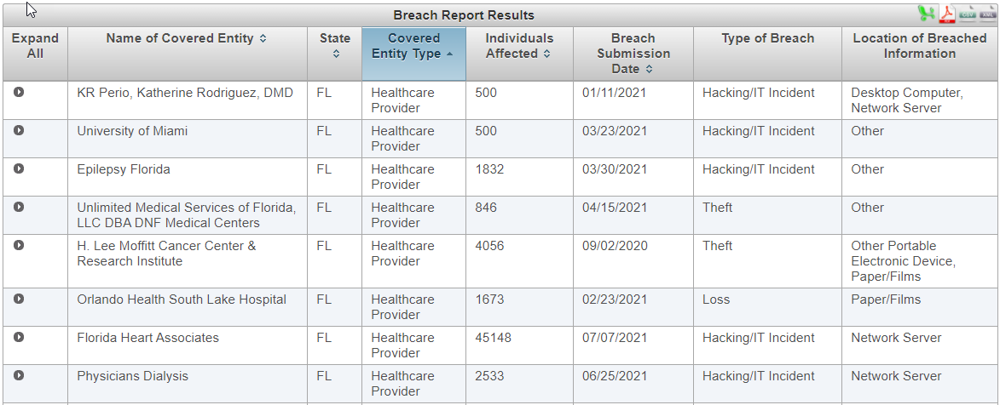 Breach Report Results
PDF CSV XML
Expand All Name of Covered Entity State Covered Entity Type Individuals Affected Breach Submission Date Type of Breach Location of Breached Information
KR Perio, Katherine Rodriguez, DMD FL Healthcare Provider 500 01/11/2021 Hacking/IT Incident Desktop Computer, Network Server
University of Miami FL Healthcare Provider 500 03/23/2021 Hacking/IT Incident Other
Epilepsy Florida FL Healthcare Provider 1832 03/30/2021 Hacking/IT Incident Other
Unlimited Medical Services of Florida, LLC DBA DNF Medical Centers FL Healthcare Provider 846 04/15/2021 Theft Other
H. Lee Moffitt Cancer Center & Research Institute FL Healthcare Provider 4056 09/02/2020 Theft Other Portable Electronic Device, Paper/Films
Orlando Health South Lake Hospital FL Healthcare Provider 1673 02/23/2021 Loss Paper/Films
Florida Heart Associates FL Healthcare Provider 45148 07/07/2021 Hacking/IT Incident Network Server
Physicians Dialysis FL Healthcare Provider 2533 06/25/2021 Hacking/IT Incident Network Server